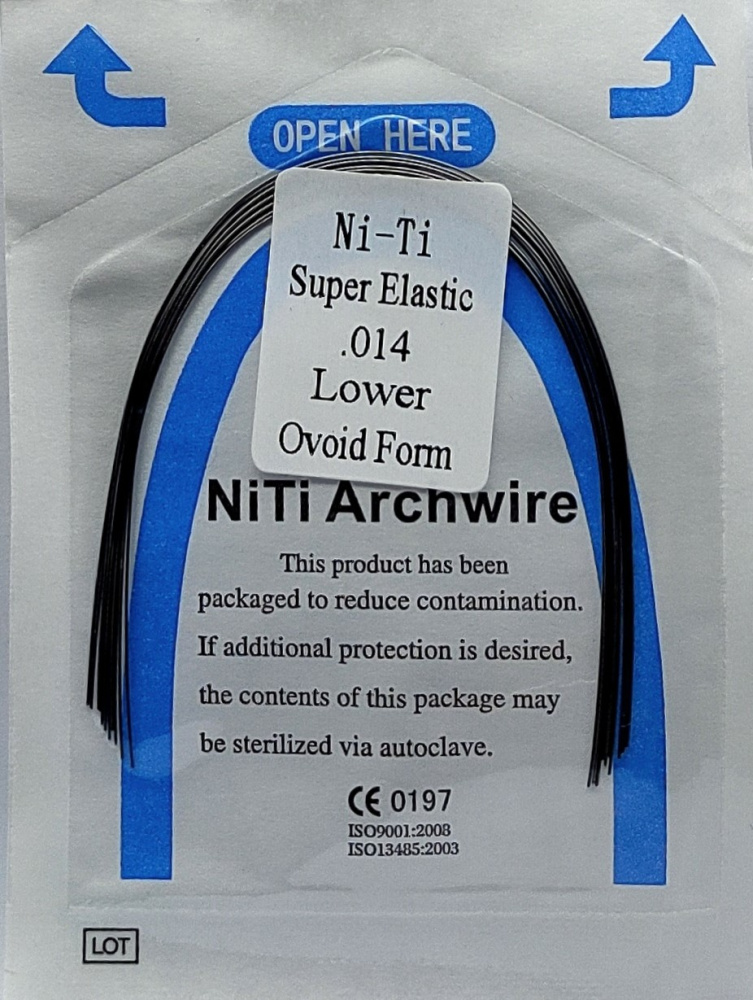 OPEN HERE
Ni-Ti
Super Elastic
.014
Lower
Ovoid Form
NiTi Archwire
This product has been
packaged to reduce contamination.
If additional protection is desired,
the contents of this package may
be sterilized via autoclave.
CE 0197
ISO9001:2008
ISO13485:2003
LOT